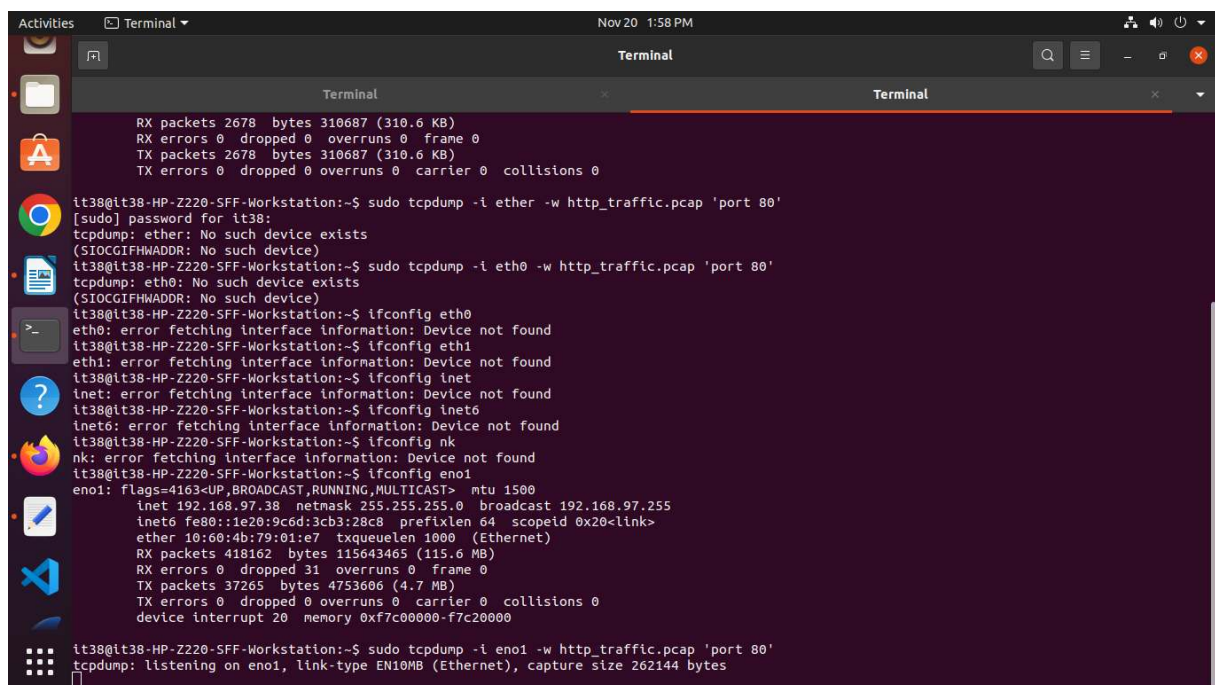 Activities Terminal Nov 20 1:58 PM
Terminal
Terminal Terminal
RX packets 2678 bytes 310687 (310.6 KB)
RX errors 0 dropped 0 overruns 0 frame 0
TX packets 2678 bytes 310687 (310.6 KB)
TX errors 0 dropped 0 overruns 0 carrier 0 collisions 0
it38@it38-HP-Z220-SFF-Workstation:~$ sudo tcpdump -i ether -w http_traffic.pcap 'port 80'
[sudo] password for it38:
tcpdump: ether: No such device exists
(SIOCGIFHWADDR: No such device)
it38@it38-HP-Z220-SFF-Workstation:~$ sudo tcpdump -i eth0 -w http_traffic.pcap 'port 80'
tcpdump: eth0: No such device exists
(SIOCGIFHWADDR: No such device)
it38@it38-HP-Z220-SFF-Workstation:~$ ifconfig eth0
eth0: error fetching interface information: Device not found
it38@it38-HP-Z220-SFF-Workstation:~$ ifconfig eth1
eth1: error fetching interface information: Device not found
it38@it38-HP-Z220-SFF-Workstation:~$ ifconfig inet
inet: error fetching interface information: Device not found
it38@it38-HP-Z220-SFF-Workstation:~$ ifconfig inet6
inet6: error fetching interface information: Device not found
it38@it38-HP-Z220-SFF-Workstation:~$ ifconfig nk
nk: error fetching interface information: Device not found
it38@it38-HP-Z220-SFF-Workstation:~$ ifconfig eno1
eno1: flags=4163<UP,BROADCAST,RUNNING,MULTICAST> mtu 1500
inet 192.168.97.38 netmask 255.255.255.0 broadcast 192.168.97.255
inet6 fe80::1e20:9c6d:3cb3:28c8 prefixlen 64 scopeid 0x20<link>
ether 10:60:4b:79:01:e7 txqueuelen 1000 (Ethernet)
RX packets 418162 bytes 115643465 (115.6 MB)
RX errors 0 dropped 31 overruns 0 frame 0
TX packets 37265 bytes 4753606 (4.7 MB)
TX errors 0 dropped 0 overruns 0 carrier 0 collisions 0
device interrupt 20 memory 0xf7c00000-f7c20000
it38@it38-HP-Z220-SFF-Workstation:~$ sudo tcpdump -i eno1 -w http_traffic.pcap 'port 80'
tcpdump: listening on eno1, link-type EN10MB (Ethernet), capture size 262144 bytes